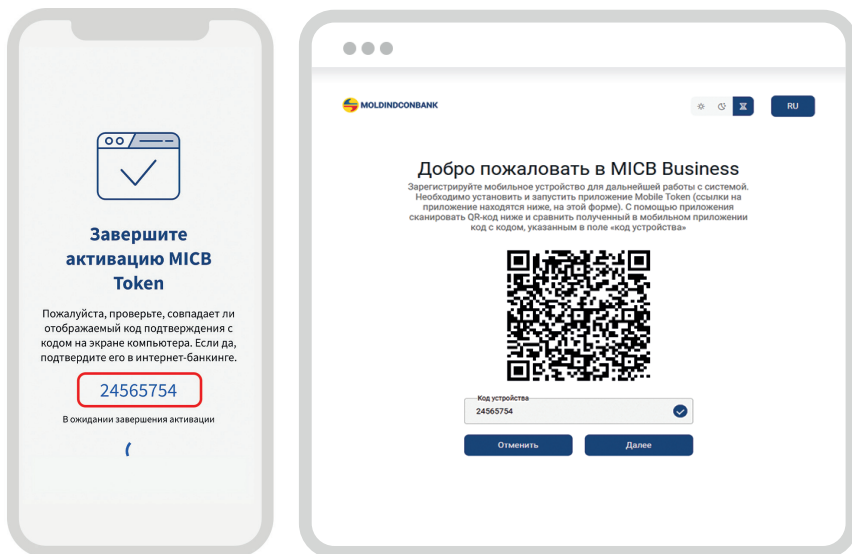 Завершите
активацию MICB
Token
Пожалуйста, проверьте, совпадает ли
отображаемый код подтверждения с
кодом на экране компьютера. Если да,
подтвердите его в интернет-банкинге.
24565754
В ожидании завершения активации
MOLDINDCONBANK
RU
Добро пожаловать в MICB Business
Зарегистрируйте мобильное устройство для дальнейшей работы с системой.
Необходимо установить и запустить приложение Mobile Token (ссылки на
приложение находятся ниже, на этой форме). С помощью приложения
сканировать QR-код ниже и сравнить полученный в мобильном приложении
код с кодом, указанным в поле «код устройства»
Код устройства
24565754
Отменить
Далее